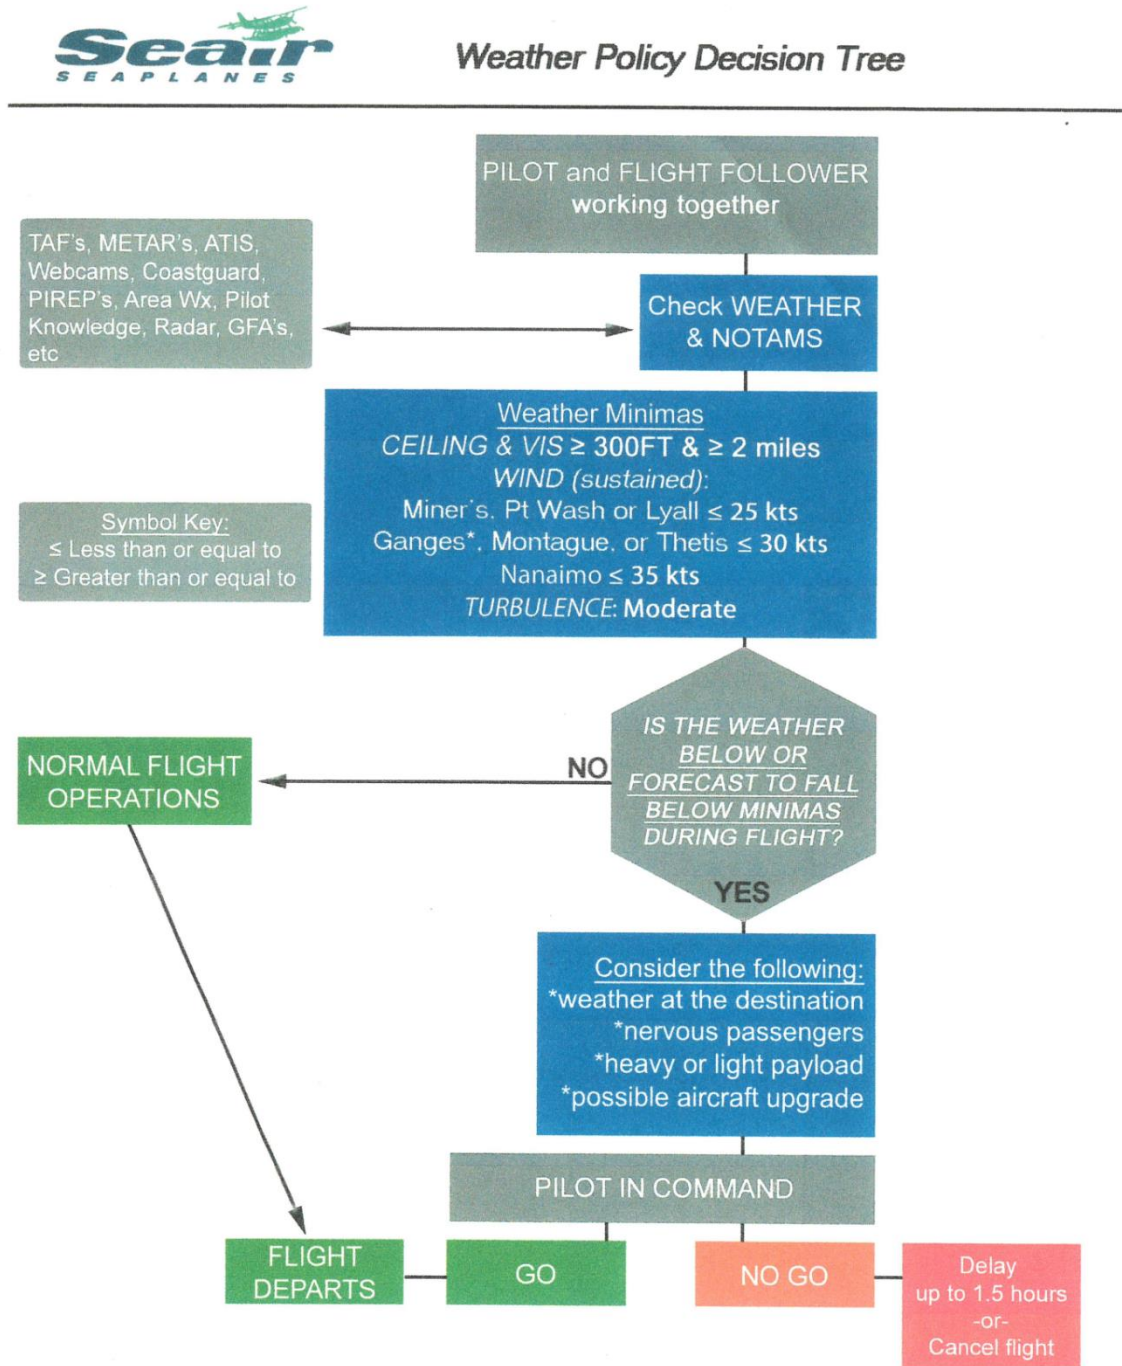 Seair
SEAPLANES
Weather Policy Decision Tree
PILOT and FLIGHT FOLLOWER
working together
TAF's, METAR's, ATIS,
Webcams, Coastguard,
PIREP's, Area Wx, Pilot
Knowledge, Radar, GFA's,
etc
Check WEATHER
& NOTAMS
Weather Minimas
CEILING & VIS ≥ 300FT & ≥ 2 miles
WIND (sustained):
Miner's, Pt Wash or Lyall ≤ 25 kts
Ganges*, Montague, or Thetis ≤ 30 kts
Nanaimo ≤ 35 kts
TURBULENCE: Moderate
Symbol Key:
≤ Less than or equal to
≥ Greater than or equal to
IS THE WEATHER
BELOW OR
FORECAST TO FALL
BELOW MINIMAS
DURING FLIGHT?
NO
NORMAL FLIGHT
OPERATIONS
YES
Consider the following:
*weather at the destination
*nervous passengers
*heavy or light payload
*possible aircraft upgrade
PILOT IN COMMAND
FLIGHT
DEPARTS
GO
NO GO
Delay
up to 1.5 hours
-or-
Cancel flight